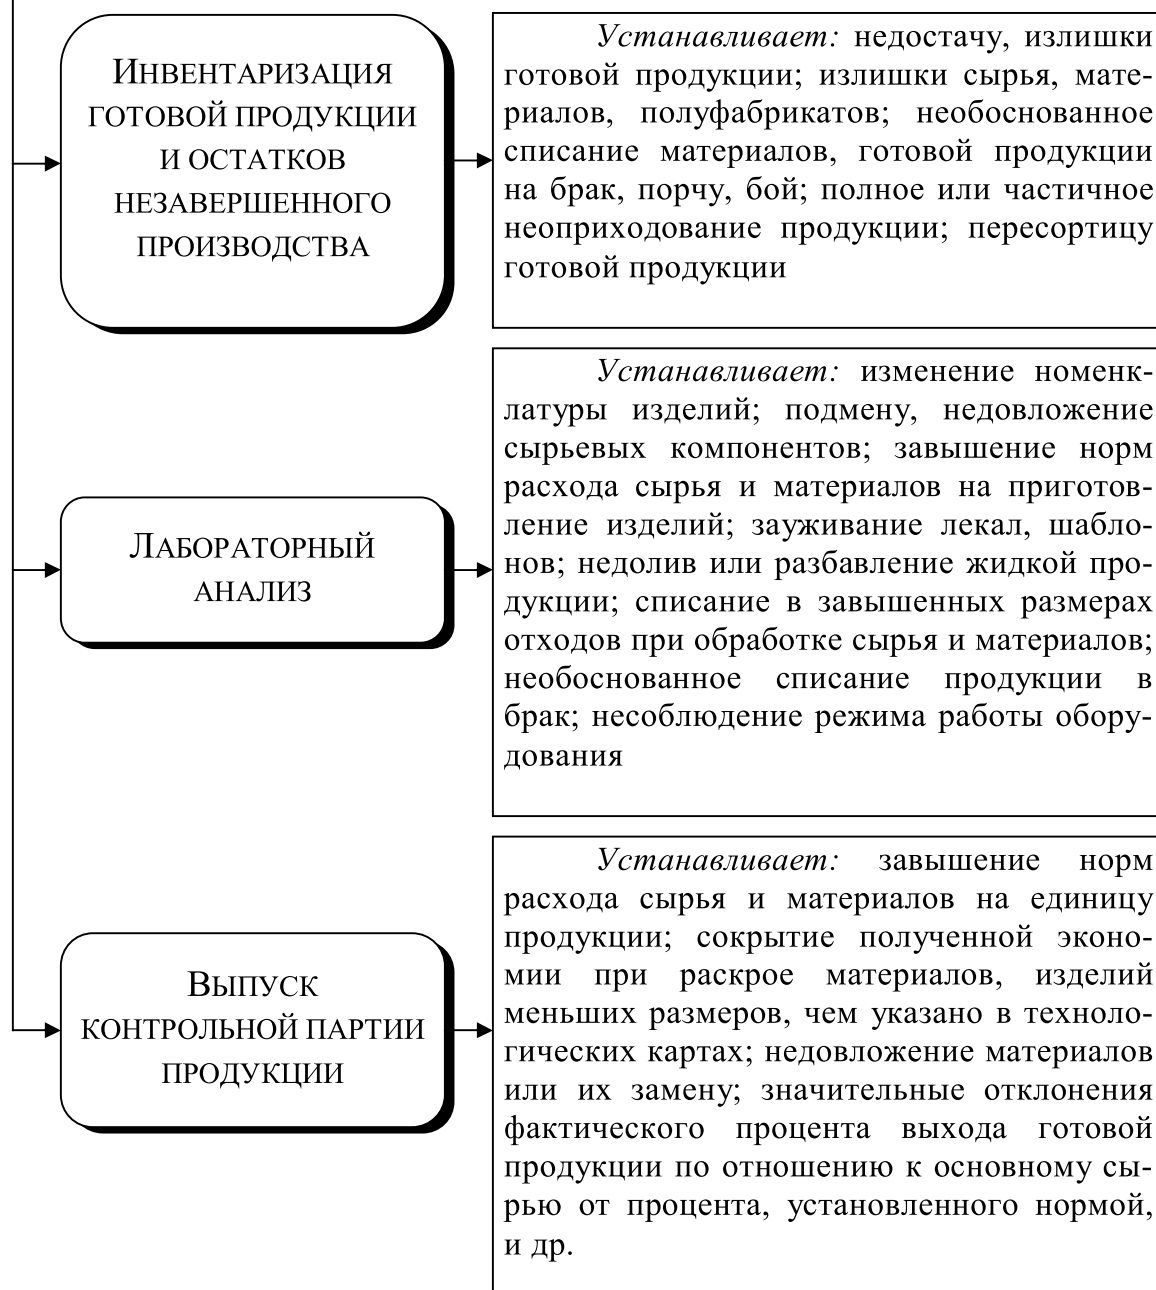 ИНВЕНТАРИЗАЦИЯ
ГОТОВОЙ ПРОДУКЦИИ
И ОСТАТКОВ
НЕЗАВЕРШЕННОГО
ПРОИЗВОДСТВА
Устанавливает: недостачу, излишки
готовой продукции; излишки сырья, мате-
риалов, полуфабрикатов; необоснованное
списание материалов, готовой продукции
на брак, порчу, бой; полное или частичное
неоприходование продукции; пересортицу
готовой продукции
ЛАБОРАТОРНЫЙ
АНАЛИЗ
Устанавливает: изменение номенк-
латуры изделий; подмену, недовложение
сырьевых компонентов; завышение норм
расхода сырья и материалов на приготов-
ление изделий; зауживание лекал, шабло-
нов; недолив или разбавление жидкой про-
дукции; списание в завышенных размерах
отходов при обработке сырья и материалов;
необоснованное списание продукции в
брак; несоблюдение режима работы обору-
дования
ВЫПУСК
КОНТРОЛЬНОЙ ПАРТИИ
ПРОДУКЦИИ
Устанавливает: завышение норм
расхода сырья и материалов на единицу
продукции; сокрытие полученной эконо-
мии при раскрое материалов, изделий
меньших размеров, чем указано в техноло-
гических картах; недовложение материалов
или их замену; значительные отклонения
фактического процента выхода готовой
продукции по отношению к основному сы-
рью от процента, установленного нормой,
и др.